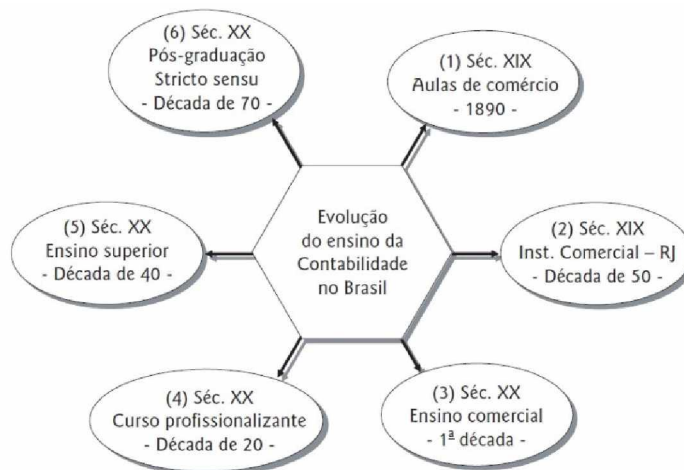 Evolução
do ensino da
Contabilidade
no Brasil
(1) Séc. XIX
Aulas de comércio
- 1890 -
(2) Séc. XIX
Inst. Comercial – RJ
- Década de 50 -
(3) Séc. XX
Ensino comercial
- 1ª década -
(4) Séc. XX
Curso profissionalizante
- Década de 20 -
(5) Séc. XX
Ensino superior
- Década de 40 -
(6) Séc. XX
Pós-graduação
Stricto sensu
- Década de 70 -